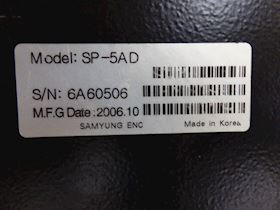 Model: SP-5AD
S/N: 6A60506
M.F.G Date : 2006.10
SAMYUNG ENC Made in Korea